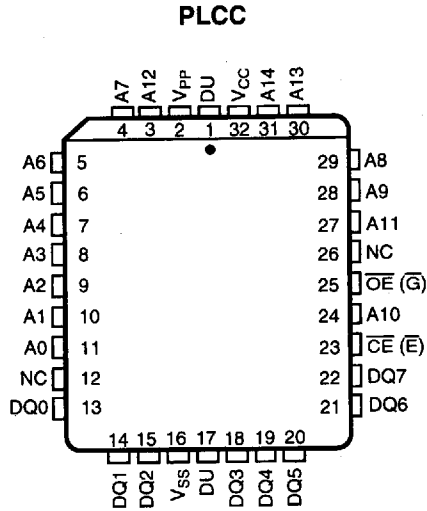 PLCC
A7 A12 VPP DU VCC A14 A13
4 3 2 1 32 31 30
A6 5 29 A8
A5 6 28 A9
A4 7 27 A11
A3 8 26 NC
A2 9 25 O̅E̅ (G̅)
A1 10 24 A10
A0 11 23 C̅E̅ (E̅)
NC 12 22 DQ7
DQ0 13 21 DQ6
14 15 16 17 18 19 20
DQ1 DQ2 VSS DU DQ3 DQ4 DQ5